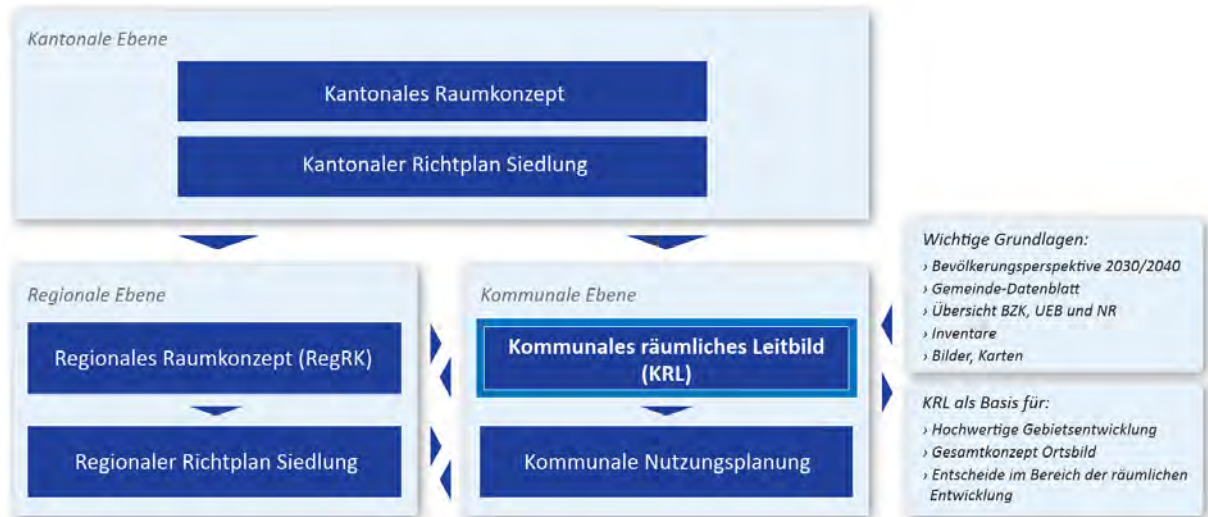 Kantonale Ebene
Kantonales Raumkonzept
Kantonaler Richtplan Siedlung
Regionale Ebene
Regionales Raumkonzept (RegRK)
Regionaler Richtplan Siedlung
Kommunale Ebene
Kommunales räumliches Leitbild
(KRL)
Kommunale Nutzungsplanung
Wichtige Grundlagen:
› Bevölkerungsperspektive 2030/2040
› Gemeinde-Datenblatt
› Übersicht BZK, UEB und NR
› Inventare
› Bilder, Karten
KRL als Basis für:
› Hochwertige Gebietsentwicklung
› Gesamtkonzept Ortsbild
› Entscheide im Bereich der räumlichen
Entwicklung